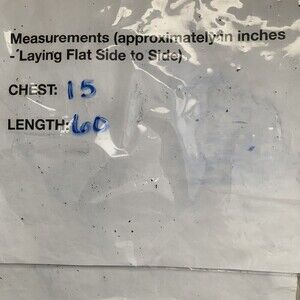 Measurements (approximately in inches
- Laying Flat Side to Side)
CHEST: 15
LENGTH: 60